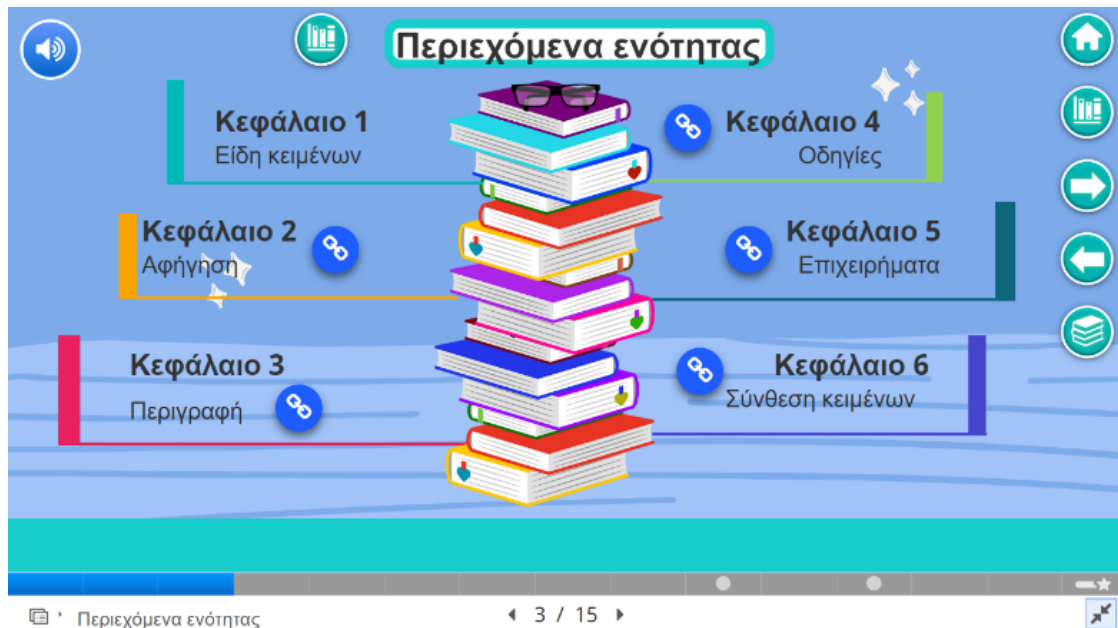 Περιεχόμενα ενότητας
Κεφάλαιο 1
Είδη κειμένων
Κεφάλαιο 2
Αφήγηση
Κεφάλαιο 3
Περιγραφή
Κεφάλαιο 4
Οδηγίες
Κεφάλαιο 5
Επιχειρήματα
Κεφάλαιο 6
Σύνθεση κειμένων
Περιεχόμενα ενότητας
3 / 15